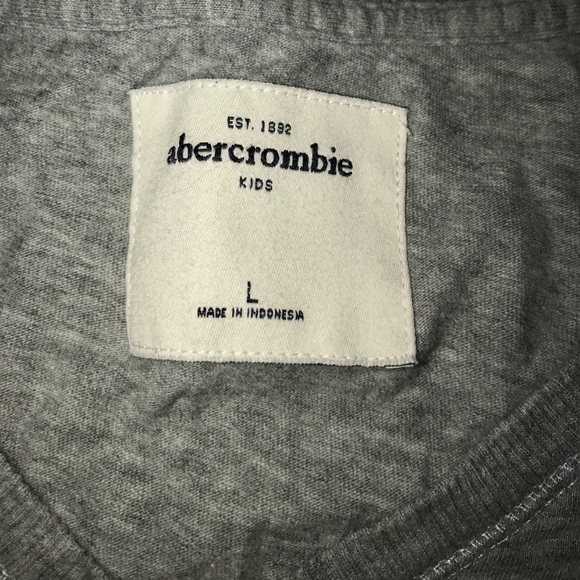 EST. 1892
abercrombie
KIDS
L
MADE IN INDONESIA